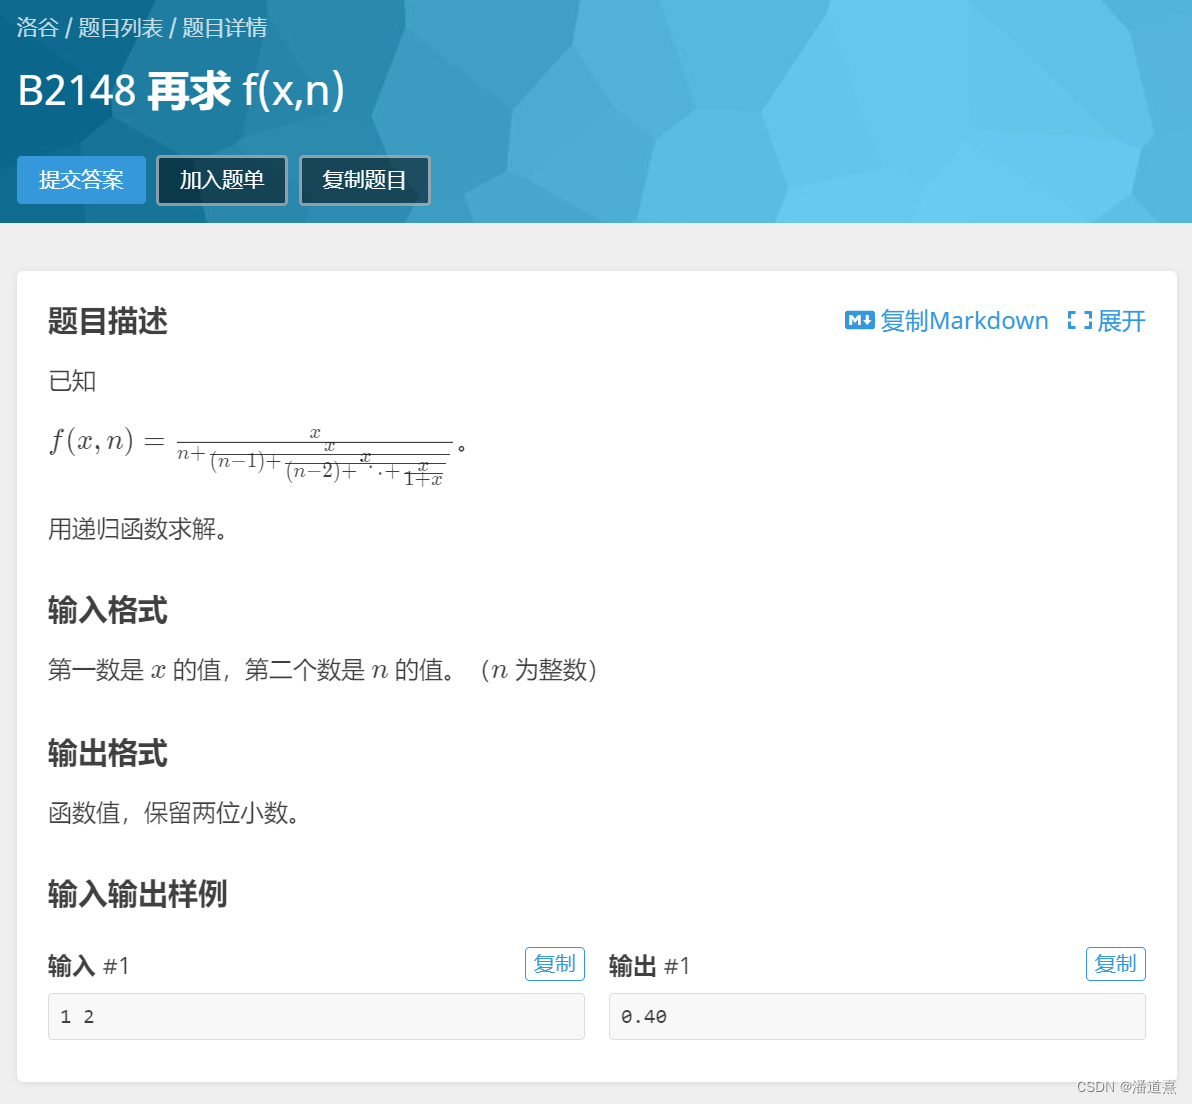 洛谷 / 题目列表 / 题目详情
B2148 再求 f(x,n)
提交答案 加入题单 复制题目
题目描述 复制Markdown 展开
已知
f(x, n) = x/(n+x/((n−1)+x/((n−2)+x/(⋱+x/(1+x))))) 。
用递归函数求解。
输入格式
第一数是 x 的值，第二个数是 n 的值。（n 为整数）
输出格式
函数值，保留两位小数。
输入输出样例
输入 #1 复制 输出 #1 复制
1 2 0.40
CSDN @潘道熹